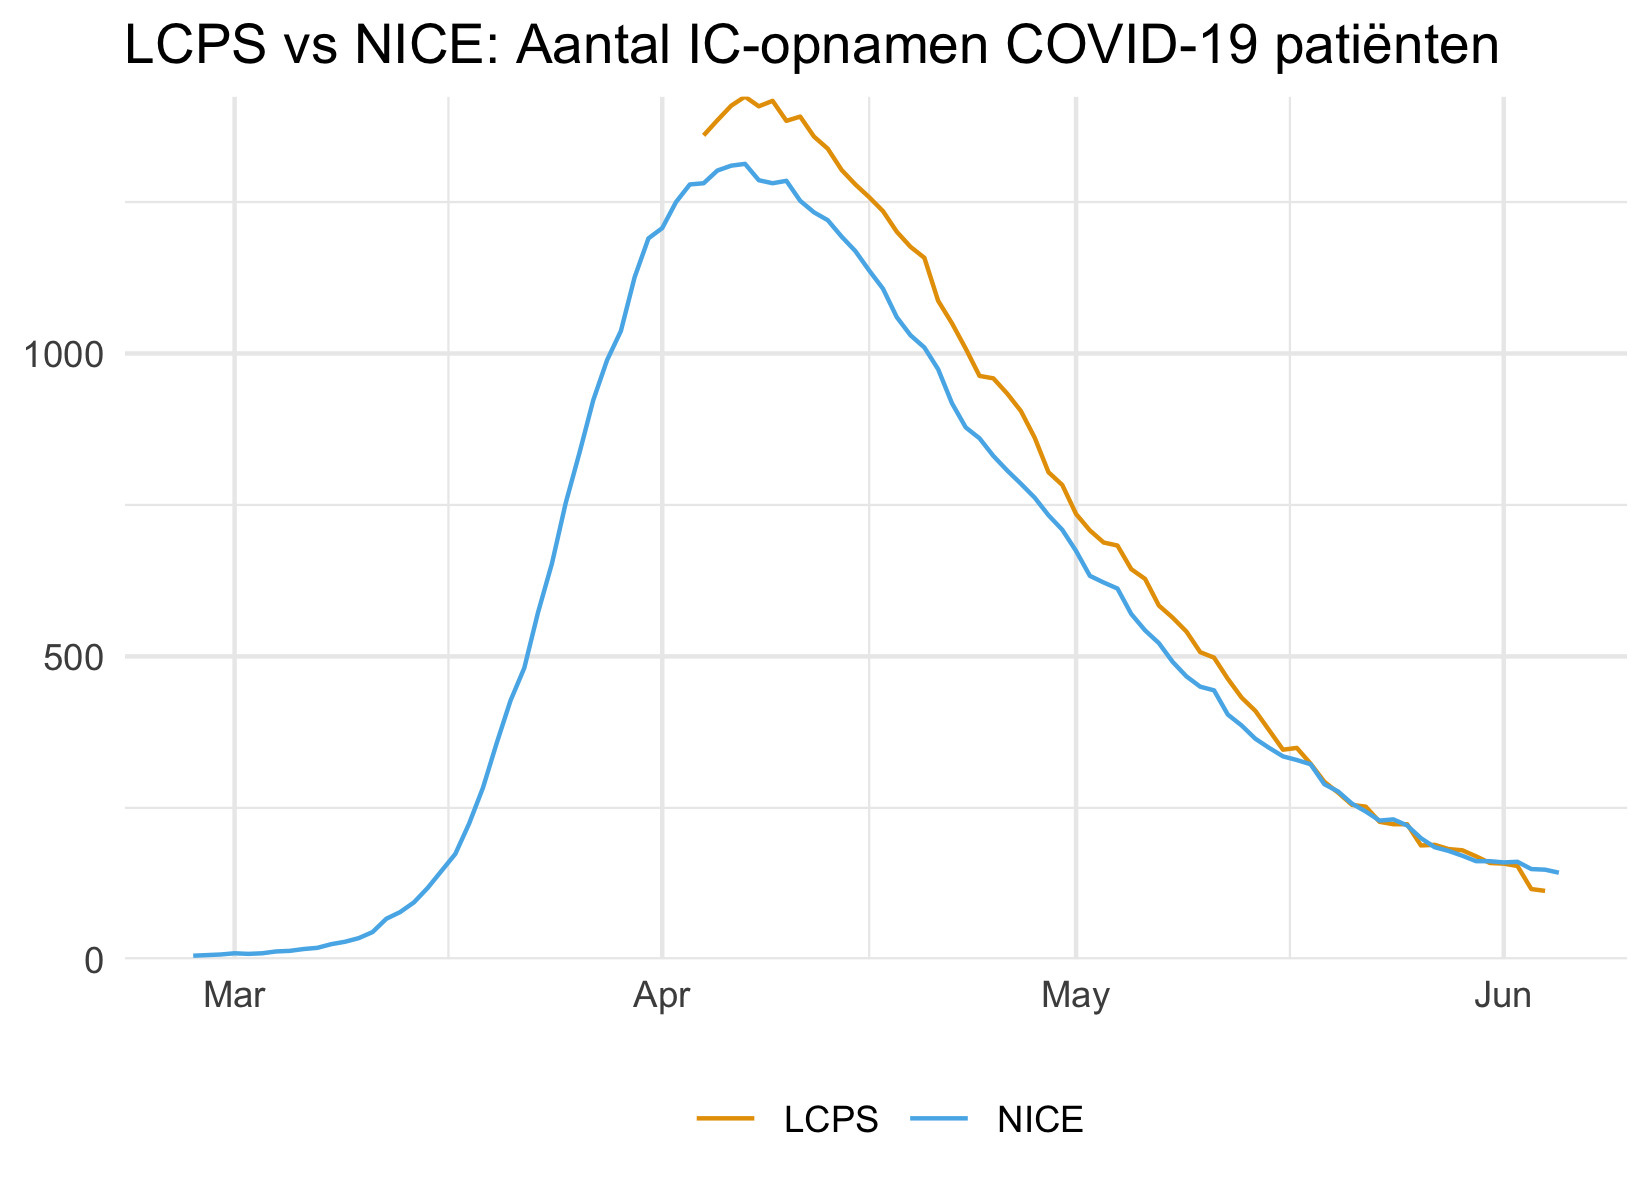 LCPS vs NICE: Aantal IC-opnamen COVID-19 patiënten
1000
500
0
Mar Apr May Jun
LCPS NICE